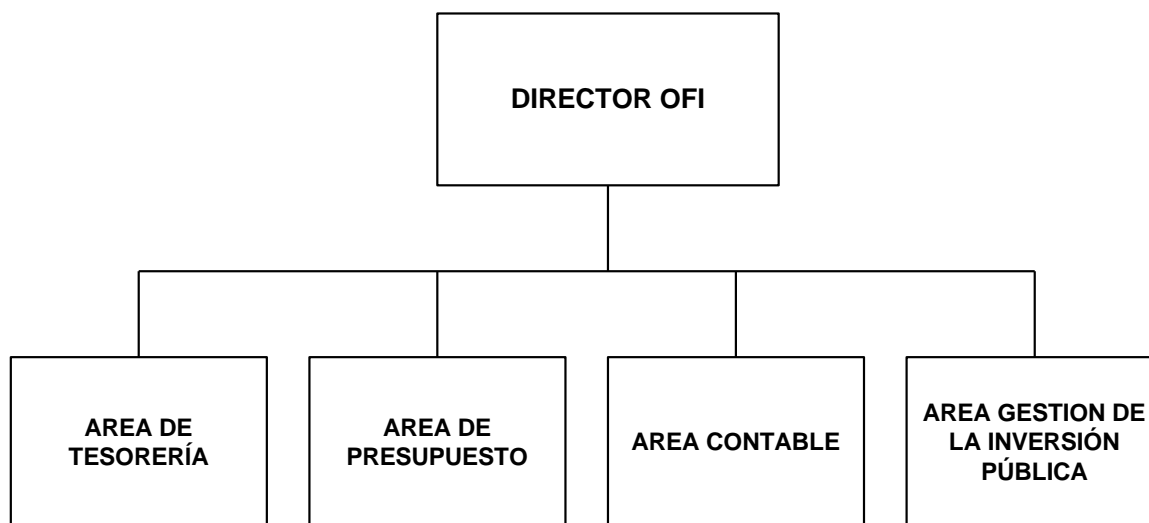 DIRECTOR OFI
AREA DE
TESORERÍA
AREA DE
PRESUPUESTO
AREA CONTABLE
AREA GESTION DE
LA INVERSIÓN
PÚBLICA